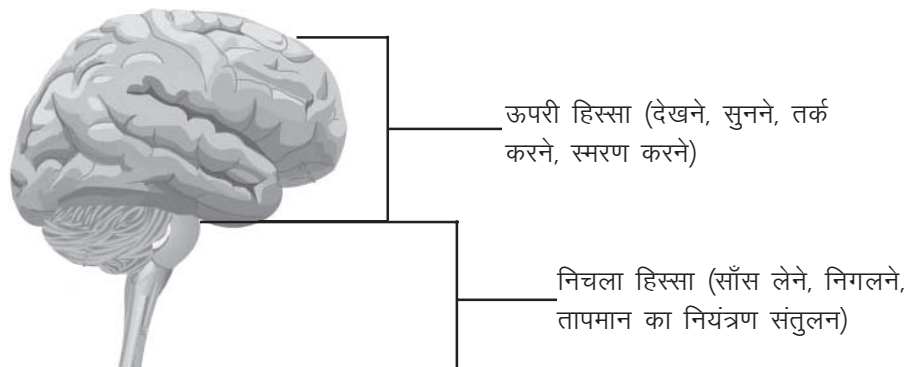 ऊपरी हिस्सा (देखने, सुनने, तर्क
करने, स्मरण करने)
निचला हिस्सा (साँस लेने, निगलने,
तापमान का नियंत्रण संतुलन)